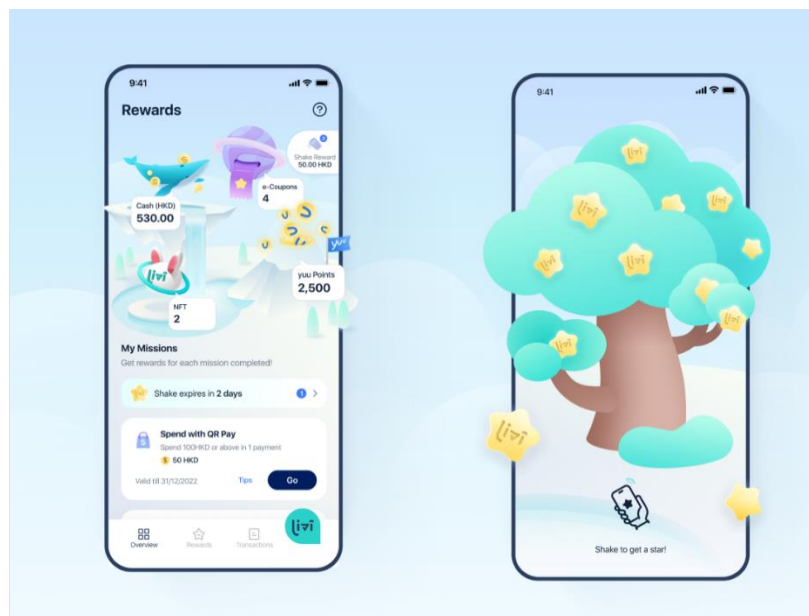 9:41
Rewards
?
3
Shake Reward
50.00 HKD
e-Coupons
4
Cash (HKD)
530.00
yuu
yuu Points
2,500
livi
NFT
2
My Missions
Get rewards for each mission completed!
Shake expires in 2 days
1
$
Spend with QR Pay
Spend 100HKD or above in 1 payment
$ 50 HKD
Valid till 31/12/2022
Tips
Go
Overview
Rewards
Transactions
livi
9:41
livi
livi
livi
livi
livi
livi
livi
livi
livi
Shake to get a star!